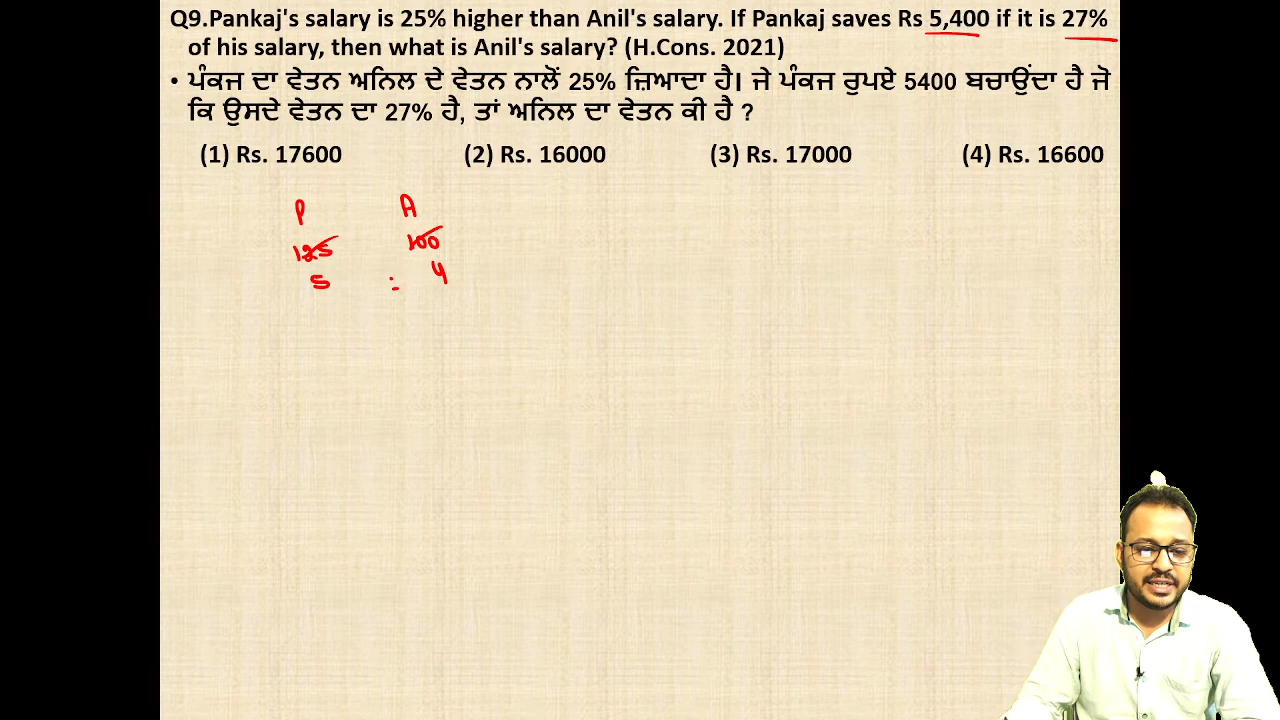 Q9.Pankaj's salary is 25% higher than Anil's salary. If Pankaj saves Rs 5,400 if it is 27%
of his salary, then what is Anil's salary? (H.Cons. 2021)
• ਪੰਕਜ ਦਾ ਵੇਤਨ ਅਨਿਲ ਦੇ ਵੇਤਨ ਨਾਲੋਂ 25% ਜ਼ਿਆਦਾ ਹੈ। ਜੇ ਪੰਕਜ ਰੁਪਏ 5400 ਬਚਾਉਂਦਾ ਹੈ ਜੋ
ਕਿ ਉਸਦੇ ਵੇਤਨ ਦਾ 27% ਹੈ, ਤਾਂ ਅਨਿਲ ਦਾ ਵੇਤਨ ਕੀ ਹੈ ?
(1) Rs. 17600 (2) Rs. 16000 (3) Rs. 17000 (4) Rs. 16600
P A
125 100
5 : 4